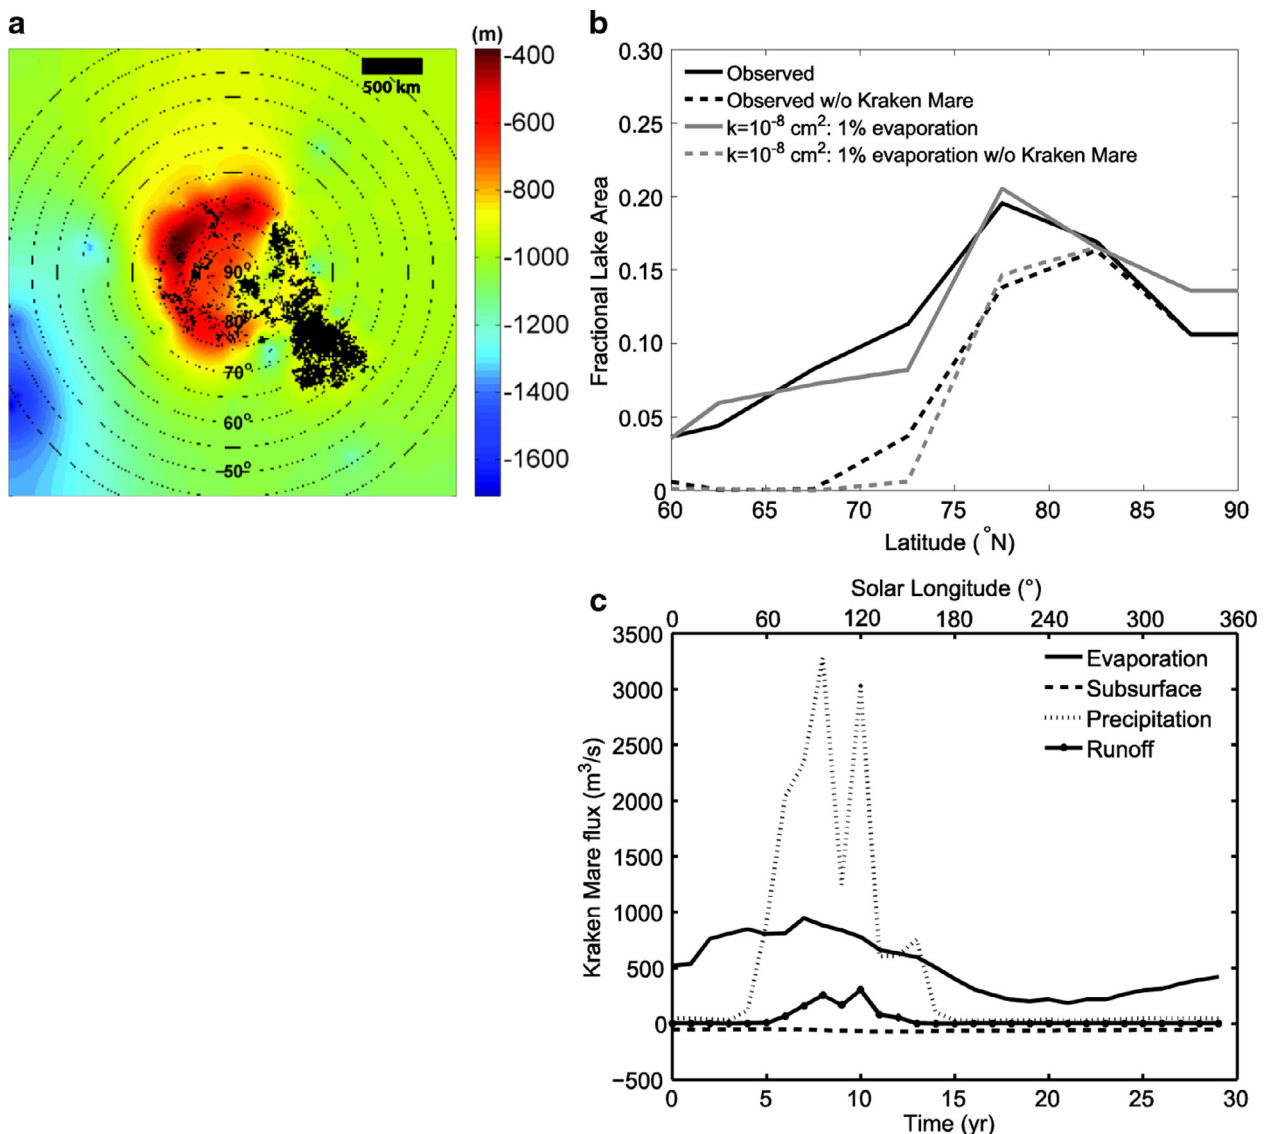 a
(m)
-400
-600
-800
-1000
-1200
-1400
-1600
500 km
90°
80°
70°
60°
50°
b
0.30
0.25
0.20
0.15
0.10
0.05
0
Fractional Lake Area
Observed
Observed w/o Kraken Mare
k=10⁻⁸ cm²: 1% evaporation
k=10⁻⁸ cm²: 1% evaporation w/o Kraken Mare
60 65 70 75 80 85 90
Latitude (°N)
c
Solar Longitude (°)
0 60 120 180 240 300 360
3500
3000
2500
2000
1500
1000
500
0
−500
Kraken Mare flux (m³/s)
Evaporation
Subsurface
Precipitation
Runoff
0 5 10 15 20 25 30
Time (yr)